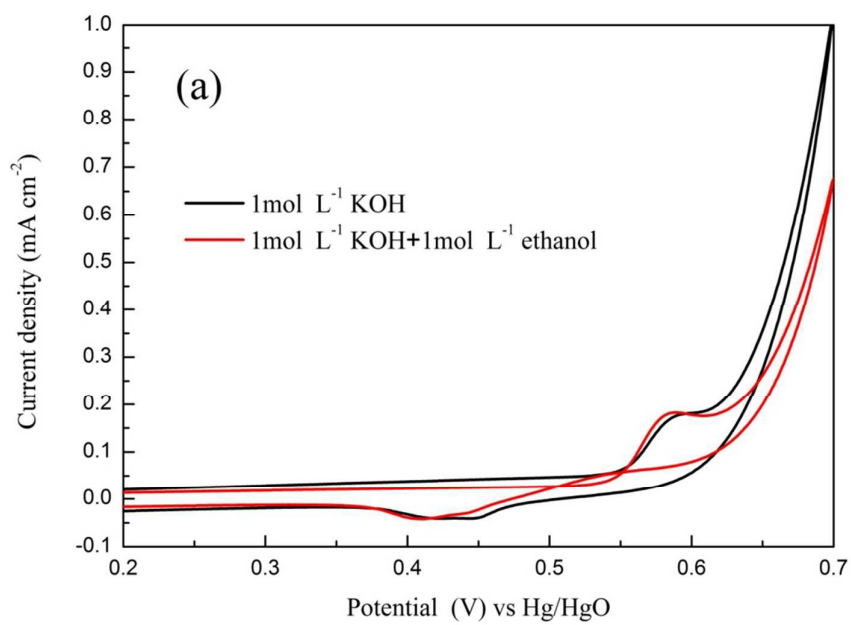 (a)
1mol L⁻¹ KOH
1mol L⁻¹ KOH+1mol L⁻¹ ethanol
Current density (mA cm⁻²)
1.0
0.9
0.8
0.7
0.6
0.5
0.4
0.3
0.2
0.1
0.0
-0.1
0.2 0.3 0.4 0.5 0.6 0.7
Potential (V) vs Hg/HgO